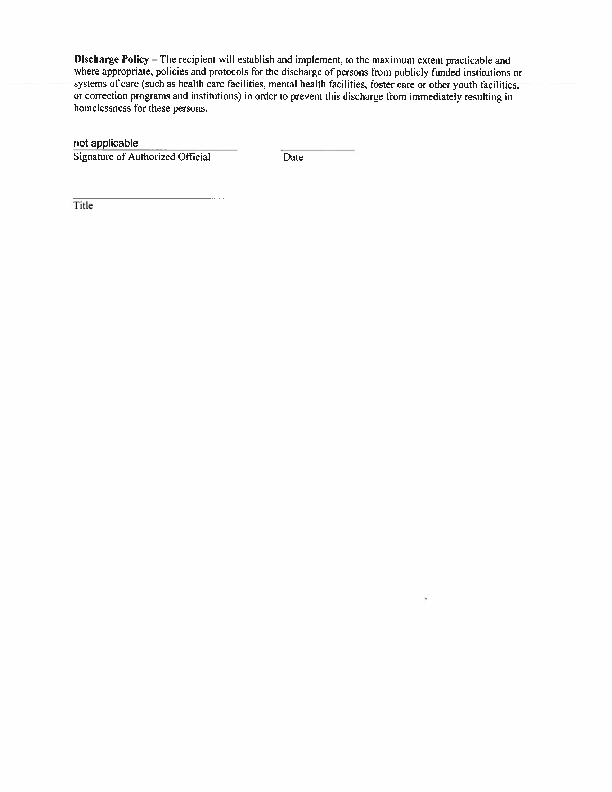 Discharge Policy – The recipient will establish and implement, to the maximum extent practicable and
where appropriate, policies and protocols for the discharge of persons from publicly funded institutions or
systems of care (such as health care facilities, mental health facilities, foster care or other youth facilities,
or correction programs and institutions) in order to prevent this discharge from immediately resulting in
homelessness for these persons.
not applicable
Signature of Authorized Official Date
Title